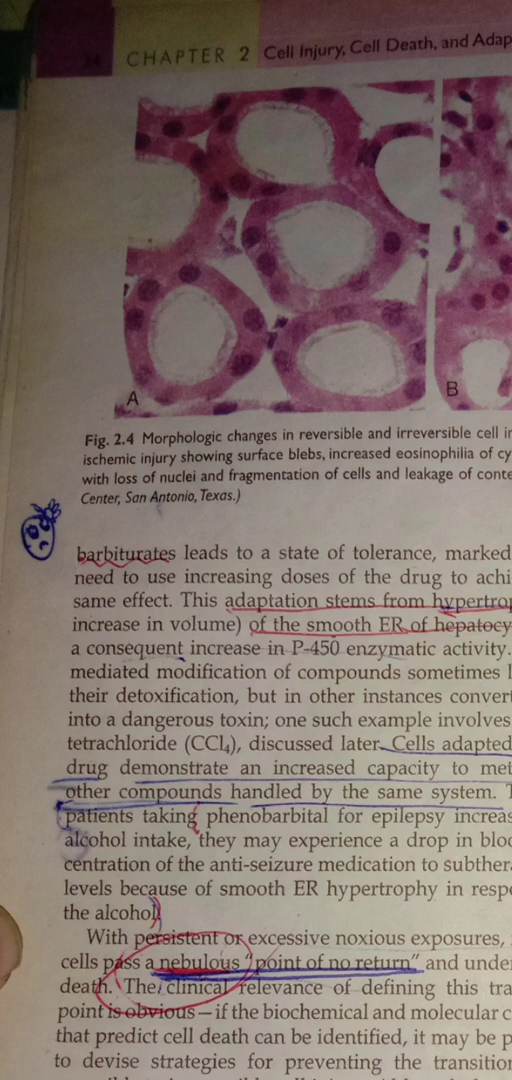 CHAPTER 2 Cell Injury, Cell Death, and Adap
A
B
Fig. 2.4 Morphologic changes in reversible and irreversible cell in
ischemic injury showing surface blebs, increased eosinophilia of cy
with loss of nuclei and fragmentation of cells and leakage of conte
Center, San Antonio, Texas.)
barbiturates leads to a state of tolerance, marked
need to use increasing doses of the drug to achi
same effect. This adaptation stems from hypertrop
increase in volume) of the smooth ER of hepatocy
a consequent increase in P-450 enzymatic activity.
mediated modification of compounds sometimes l
their detoxification, but in other instances convert
into a dangerous toxin; one such example involves
tetrachloride (CCl₄), discussed later. Cells adapted
drug demonstrate an increased capacity to met
other compounds handled by the same system. T
patients taking phenobarbital for epilepsy increas
alcohol intake, they may experience a drop in bloo
centration of the anti-seizure medication to subthera
levels because of smooth ER hypertrophy in respo
the alcohol.
With persistent or excessive noxious exposures,
cells pass a nebulous "point of no return" and unde
death. The clinical relevance of defining this tra
point is obvious—if the biochemical and molecular c
that predict cell death can be identified, it may be p
to devise strategies for preventing the transition